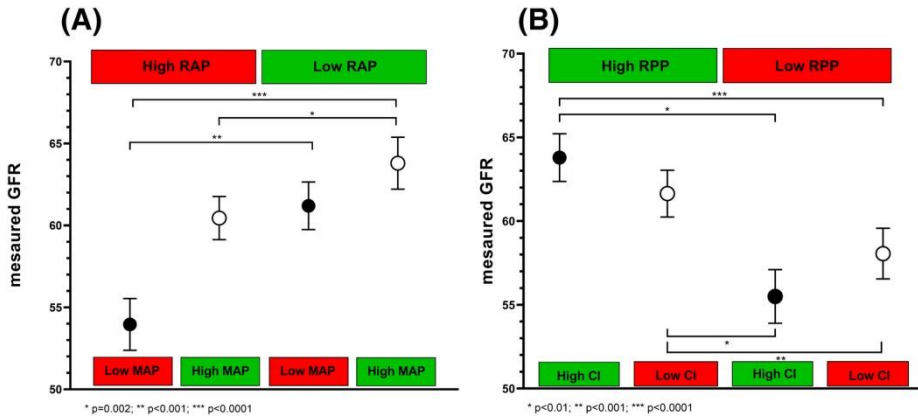 (A)
High RAP Low RAP
mesaured GFR
70
65
60
55
50
***
*
**
Low MAP High MAP Low MAP High MAP
* p=0.002; ** p<0.001; *** p<0.0001
(B)
High RPP Low RPP
mesaured GFR
70
65
60
55
50
***
*
*
**
High CI Low CI High CI Low CI
* p<0.01; ** p<0.001; *** p<0.0001